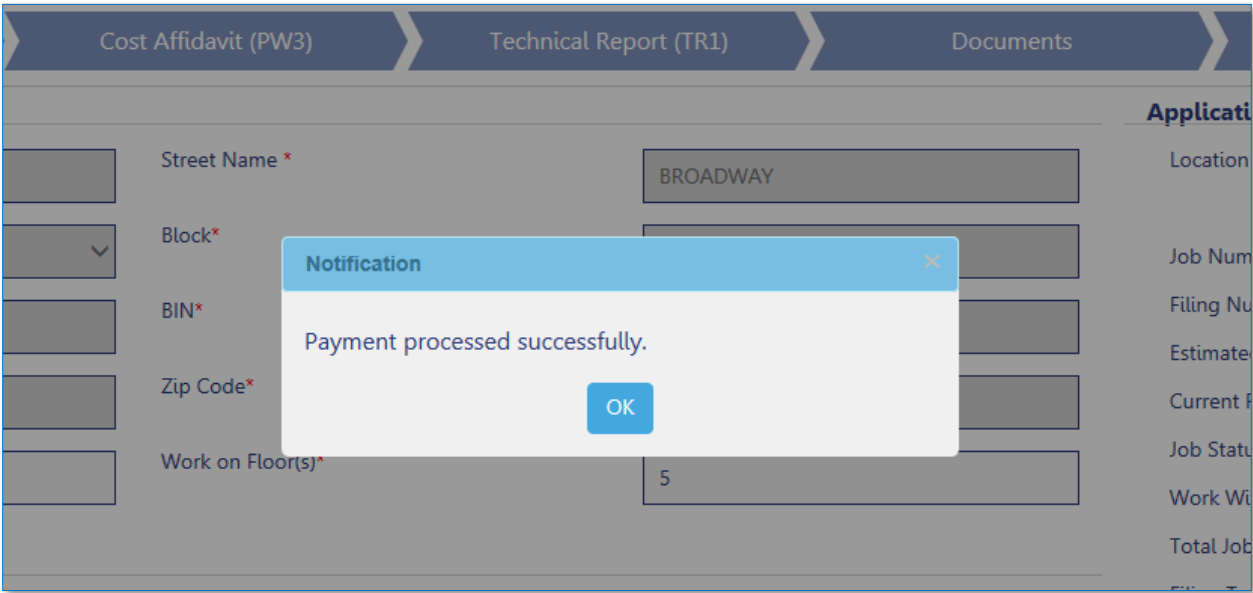 Cost Affidavit (PW3)
Technical Report (TR1)
Documents
Applicati
Street Name *
BROADWAY
Location
Block*
Notification
×
Job Num
BIN*
Filing Nu
Payment processed successfully.
Estimate
Zip Code*
OK
Current
Job Statu
Work on Floor(s)*
5
Work Wi
Total Job